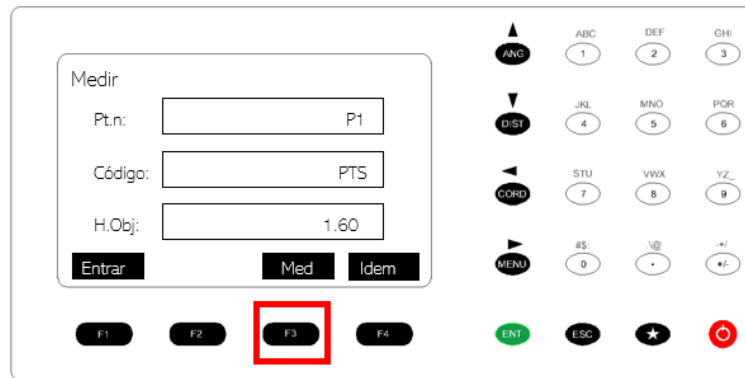 Medir
Pt.n: P1
Código: PTS
H.Obj: 1.60
Entrar Med Idem
F1 F2 F3 F4
ABC DEF GHI
ANG 1 2 3
JKL MNO PQR
DIST 4 5 6
STU VWX YZ_
CORD 7 8 9
#$: .\@ -+/
MENU 0 . */-
ENT ESC ★